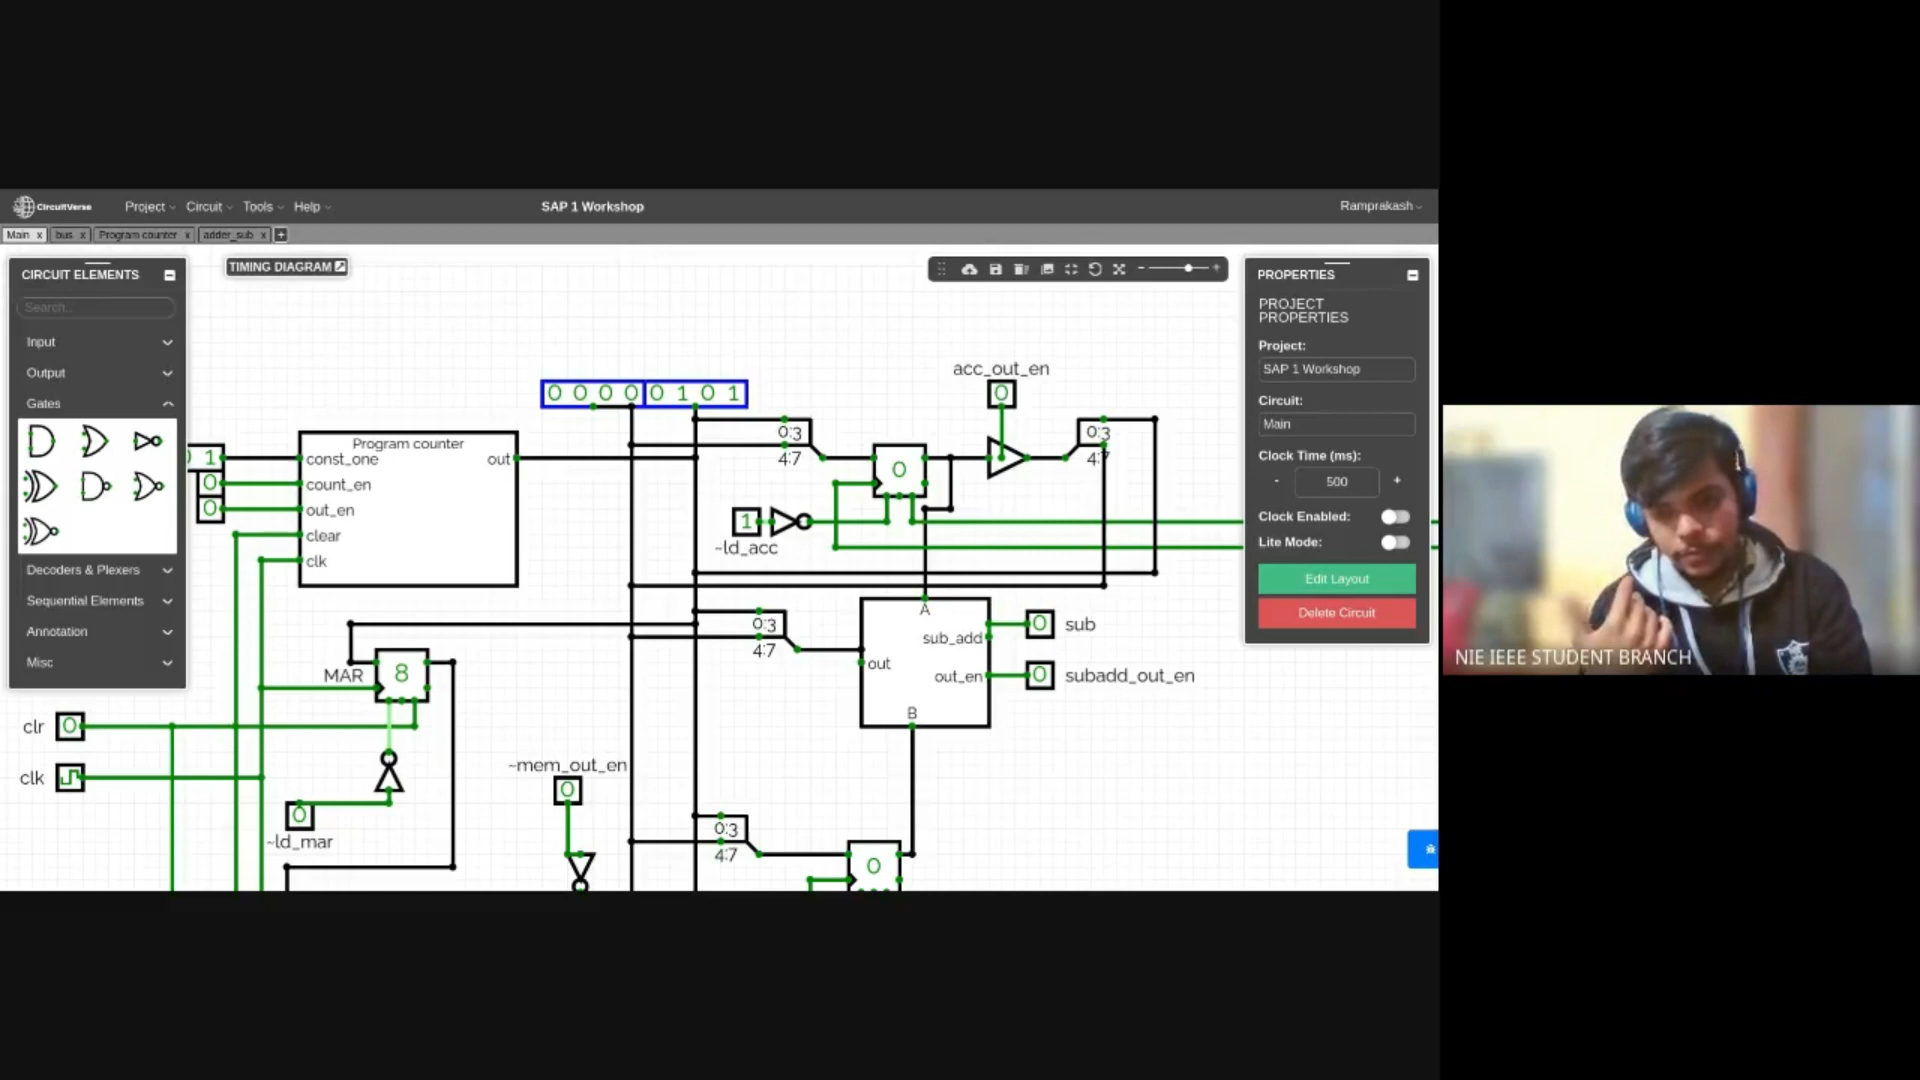 CircuitVerse Project Circuit Tools Help SAP 1 Workshop Ramprakash
Main x bus x Program counter x adder_sub x +
CIRCUIT ELEMENTS
Search..
Input
Output
Gates
Decoders & Plexers
Sequential Elements
Annotation
Misc
TIMING DIAGRAM
0 0 0 0 0 1 0 1
acc_out_en
0
Program counter
1 const_one out
0 count_en
0 out_en
clear
clk
0:3
4:7
0
0:3
4:7
1
~ld_acc
0:3
4:7
A
sub_add
out
out_en
B
0 sub
0 subadd_out_en
MAR 8
clr 0
clk
0
~ld_mar
~mem_out_en
0
0:3
4:7
0
PROPERTIES
PROJECT
PROPERTIES
Project:
SAP 1 Workshop
Circuit:
Main
Clock Time (ms):
- 500 +
Clock Enabled:
Lite Mode:
Edit Layout
Delete Circuit
NIE IEEE STUDENT BRANCH